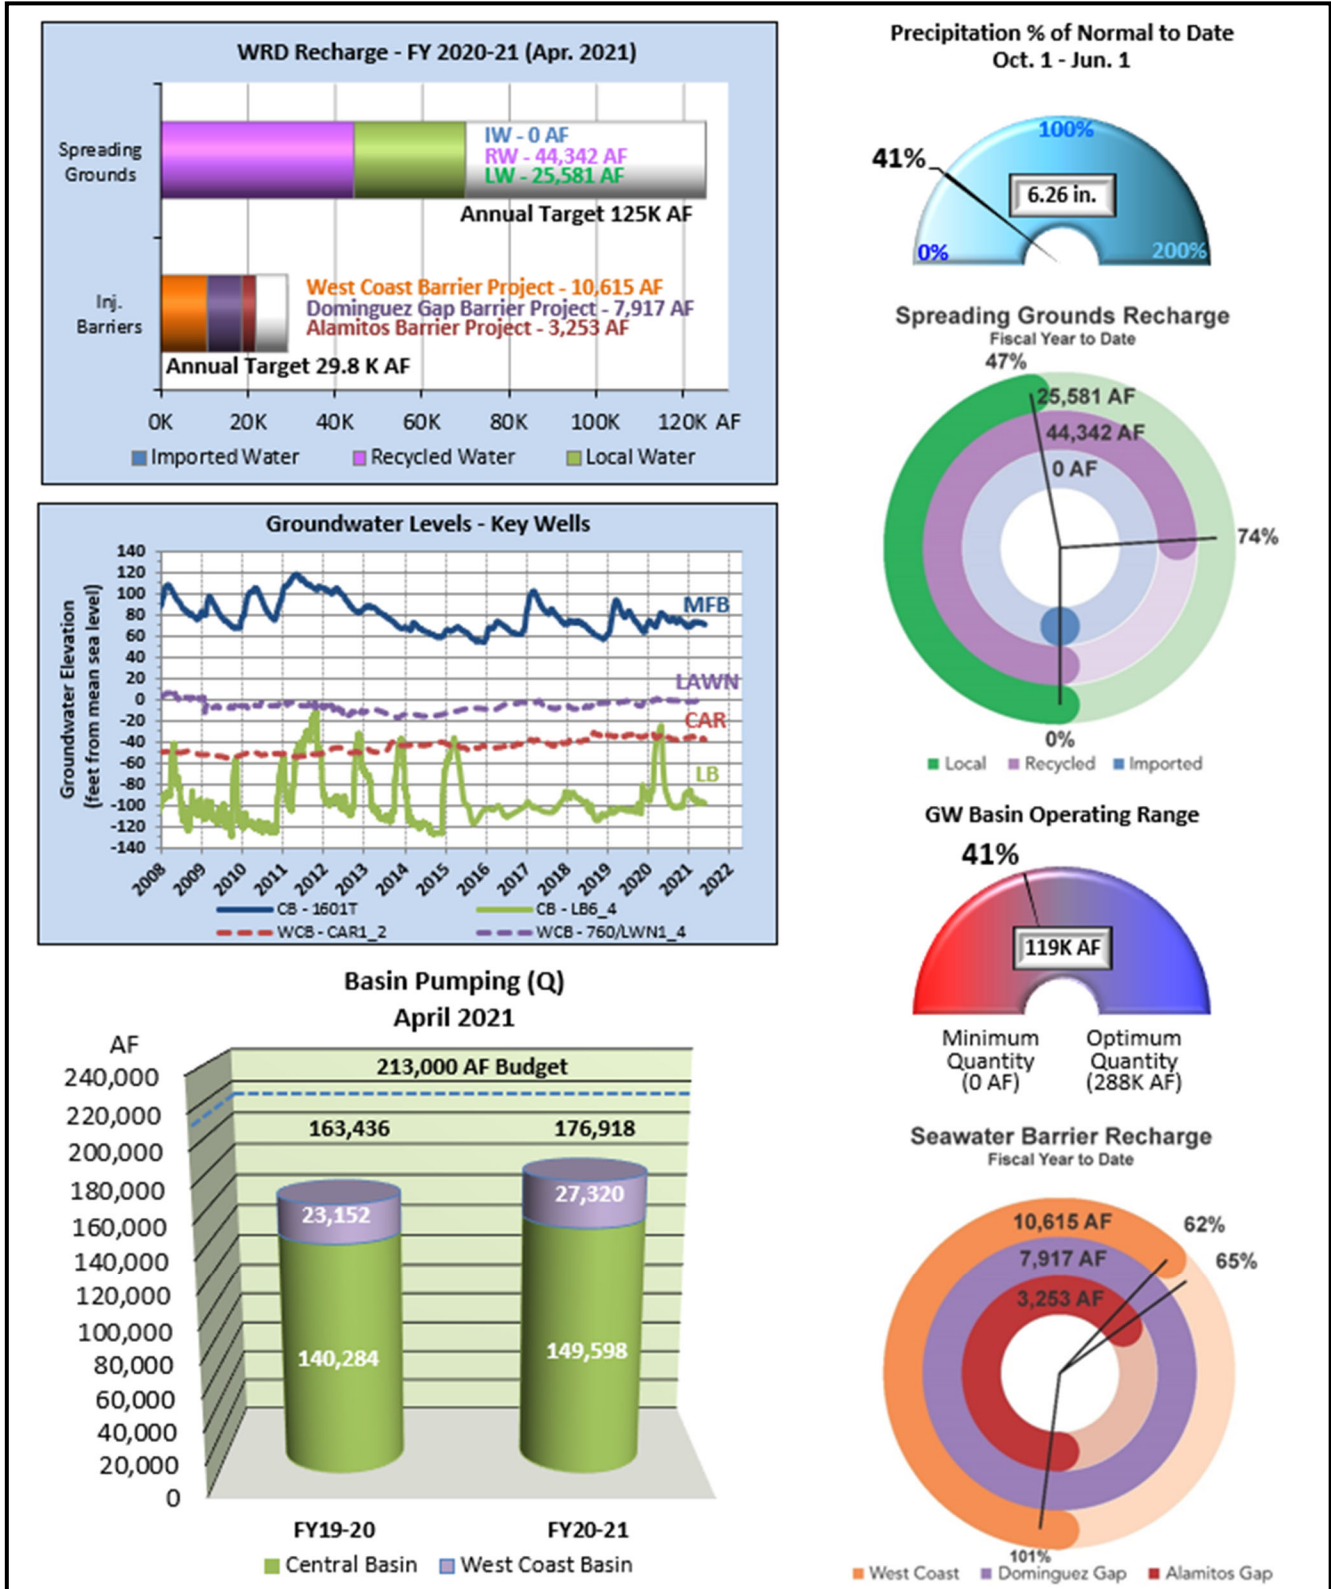 WRD Recharge - FY 2020-21 (Apr. 2021)
Spreading
Grounds
IW - 0 AF
RW - 44,342 AF
LW - 25,581 AF
Annual Target 125K AF
Inj.
Barriers
West Coast Barrier Project - 10,615 AF
Dominguez Gap Barrier Project - 7,917 AF
Alamitos Barrier Project - 3,253 AF
Annual Target 29.8 K AF
0K 20K 40K 60K 80K 100K 120K AF
Imported Water Recycled Water Local Water
Precipitation % of Normal to Date
Oct. 1 - Jun. 1
100%
41%
6.26 in.
0% 200%
Spreading Grounds Recharge
Fiscal Year to Date
47%
25,581 AF
44,342 AF
0 AF
74%
0%
Local Recycled Imported
Groundwater Levels - Key Wells
Groundwater Elevation
(feet from mean sea level)
140
120
100
80
60
40
20
0
-20
-40
-60
-80
-100
-120
-140
MFB
LAWN
CAR
LB
2008 2009 2010 2011 2012 2013 2014 2015 2016 2017 2018 2019 2020 2021 2022
CB - 1601T CB - LB6_4
WCB - CAR1_2 WCB - 760/LWN1_4
GW Basin Operating Range
41%
119K AF
Minimum
Quantity
(0 AF)
Optimum
Quantity
(288K AF)
Basin Pumping (Q)
April 2021
AF
240,000
220,000
200,000
180,000
160,000
140,000
120,000
100,000
80,000
60,000
40,000
20,000
0
213,000 AF Budget
163,436 176,918
23,152 27,320
140,284 149,598
FY19-20 FY20-21
Central Basin West Coast Basin
Seawater Barrier Recharge
Fiscal Year to Date
10,615 AF
7,917 AF
3,253 AF
62%
65%
101%
West Coast Dominguez Gap Alamitos Gap